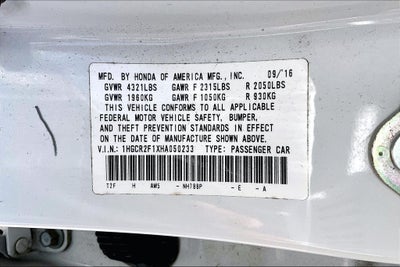 MFD. BY HONDA OF AMERICA MFG., INC. 09/'16
GVWR 4321LBS GAWR F 2315LBS R 2050LBS
GVWR 1960KG GAWR F 1050KG R 930KG
THIS VEHICLE CONFORMS TO ALL APPLICABLE
FEDERAL MOTOR VEHICLE SAFETY, BUMPER,
AND THEFT PREVENTION STANDARDS IN EFFECT
ON THE DATE OF MANUFACTURE SHOWN ABOVE.
V.I.N.: 1HGCR2F1XHA050233 TYPE: PASSENGER CAR
T2F H AW5 - NH788P - E - A